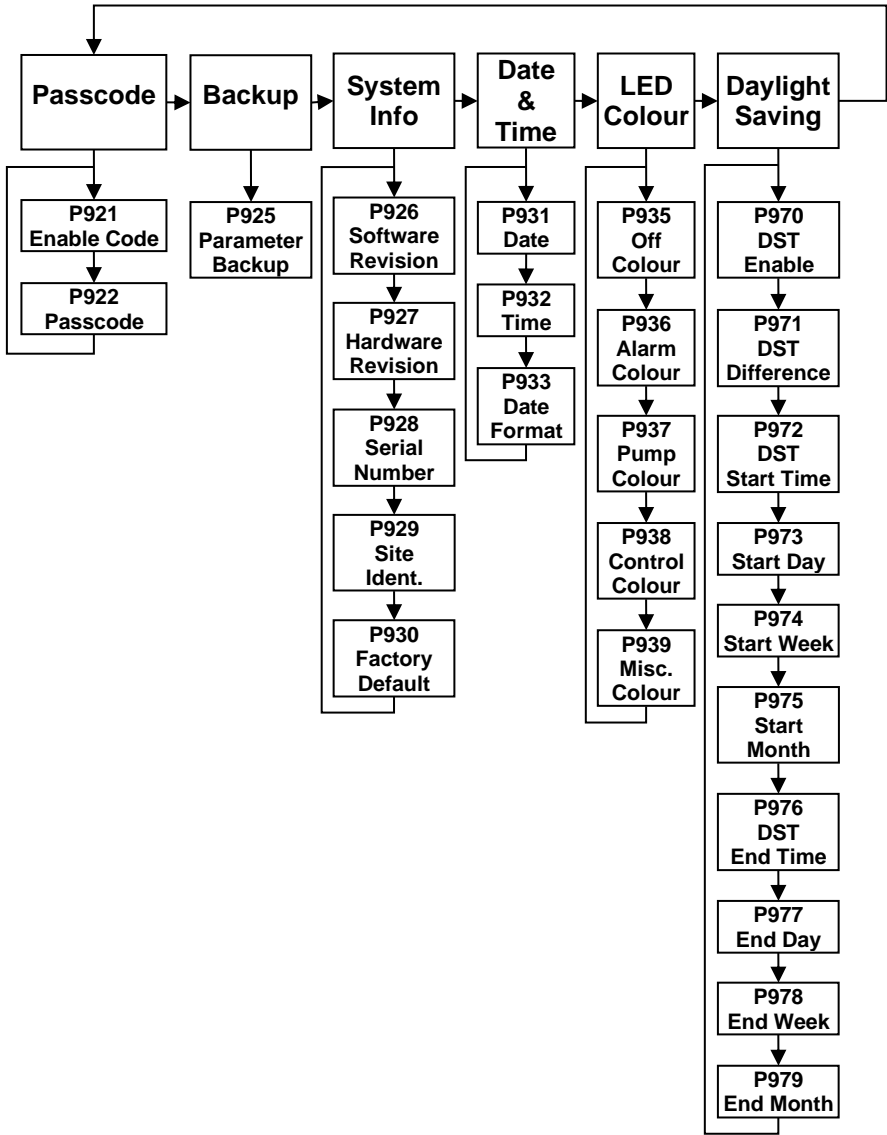 Passcode
Backup
System
Info
Date
&
Time
LED
Colour
Daylight
Saving
P921
Enable Code
P922
Passcode
P925
Parameter
Backup
P926
Software
Revision
P927
Hardware
Revision
P928
Serial
Number
P929
Site
Ident.
P930
Factory
Default
P931
Date
P932
Time
P933
Date
Format
P935
Off
Colour
P936
Alarm
Colour
P937
Pump
Colour
P938
Control
Colour
P939
Misc.
Colour
P970
DST
Enable
P971
DST
Difference
P972
DST
Start Time
P973
Start Day
P974
Start Week
P975
Start
Month
P976
DST
End Time
P977
End Day
P978
End Week
P979
End Month